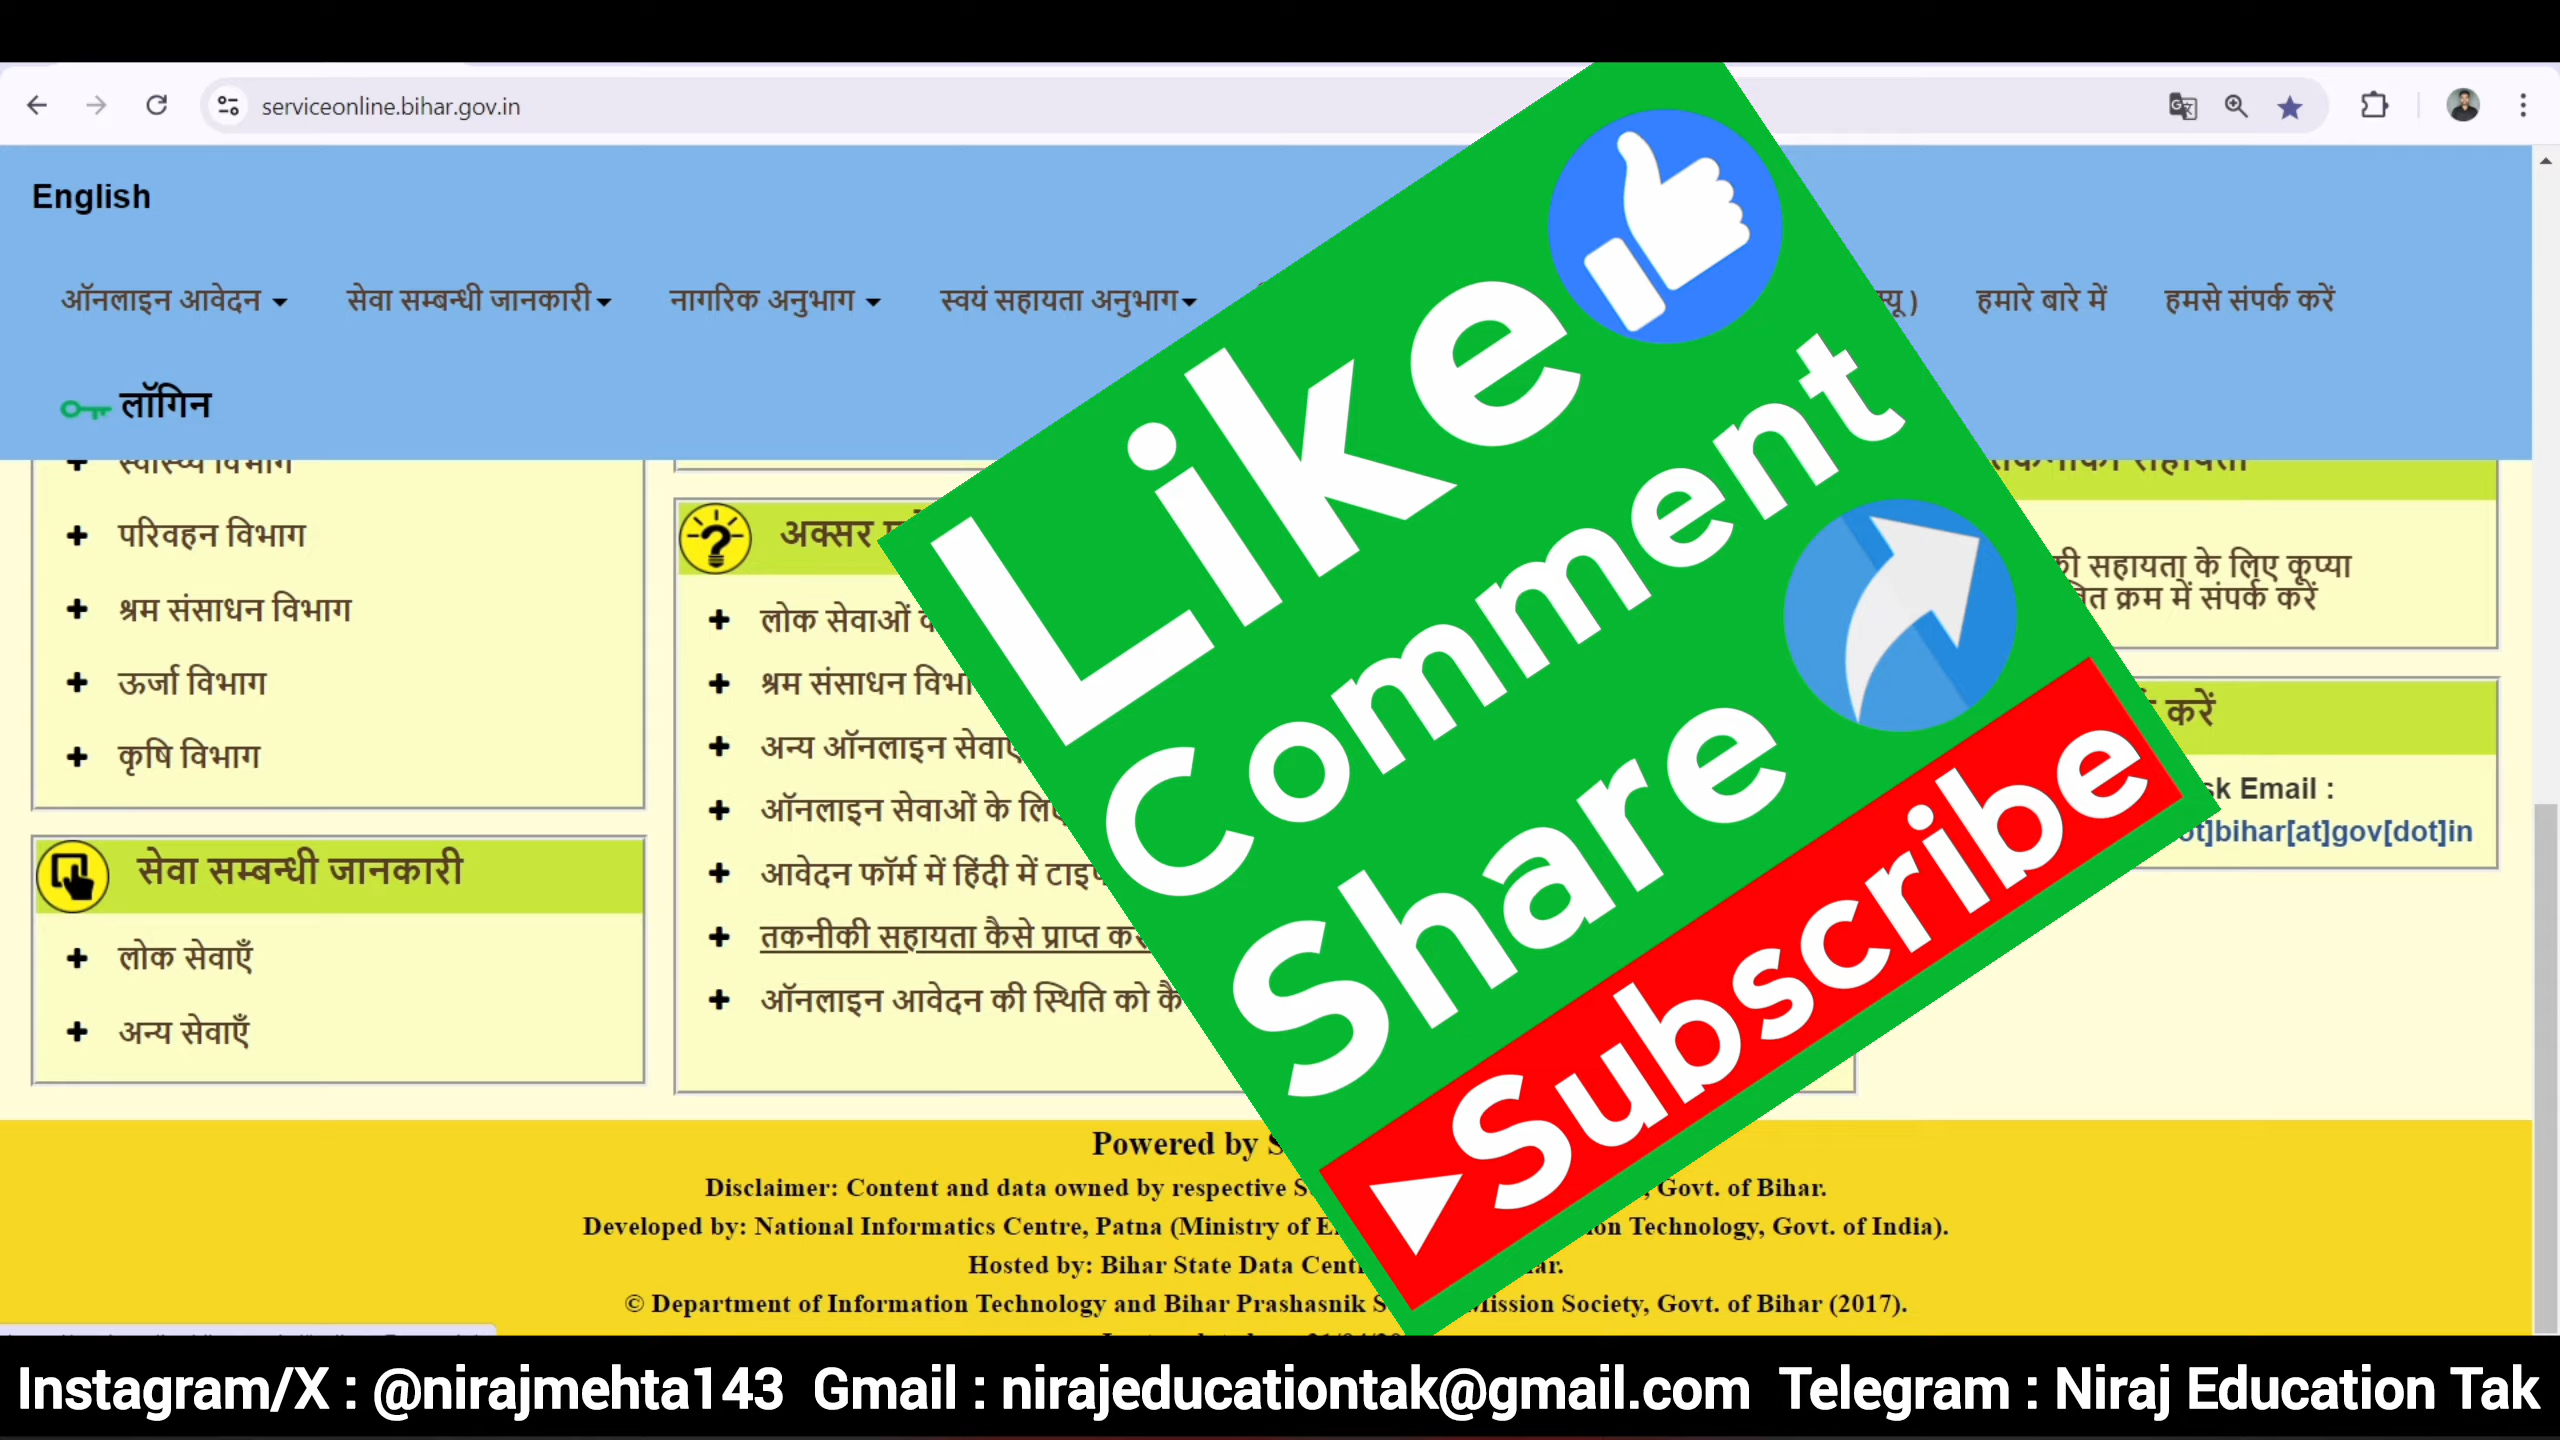 serviceonline.bihar.gov.in
English
ऑनलाइन आवेदन
सेवा सम्बन्धी जानकारी
नागरिक अनुभाग
स्वयं सहायता अनुभाग
हमारे बारे में
हमसे संपर्क करें
लॉगिन
स्वास्थ्य विभाग
परिवहन विभाग
श्रम संसाधन विभाग
ऊर्जा विभाग
कृषि विभाग
सेवा सम्बन्धी जानकारी
लोक सेवाएँ
अन्य सेवाएँ
अक्सर
लोक सेवाओं
श्रम संसाधन
अन्य ऑनलाइन
ऑनलाइन सेवाओं के
आवेदन फॉर्म में हिंदी में
तकनीकी सहायता कैसे प्राप्त
ऑनलाइन आवेदन की स्थिति को
सहायता के लिए कृप्या
क्रम में संपर्क करें
करें
Email :
bihar[at]gov[dot]in
Like
Comment
Share
Subscribe
Powered by
Disclaimer: Content and data owned by respective , Govt. of Bihar.
Developed by: National Informatics Centre, Patna (Ministry of Technology, Govt. of India).
Hosted by: Bihar State Data
© Department of Information Technology and Bihar Prashasnik Society, Govt. of Bihar (2017).
Instagram/X : @nirajmehta143 Gmail : nirajeducationtak@gmail.com Telegram : Niraj Education Tak